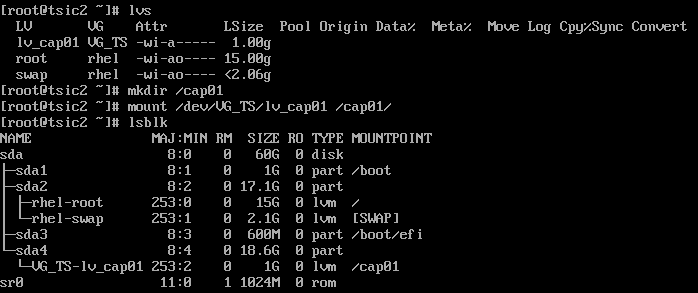 [root@tsic2 ~]# lvs
  LV        VG    Attr       LSize  Pool Origin Data%  Meta%  Move Log Cpy%Sync Convert
  lv_cap01  VG_TS -wi-a-----  1.00g
  root      rhel  -wi-ao---- 15.00g
  swap      rhel  -wi-ao---- <2.06g
[root@tsic2 ~]# mkdir /cap01
[root@tsic2 ~]# mount /dev/VG_TS/lv_cap01 /cap01/
[root@tsic2 ~]# lsblk
NAME               MAJ:MIN RM  SIZE RO TYPE MOUNTPOINT
sda                  8:0    0   60G  0 disk
├─sda1               8:1    0    1G  0 part /boot
├─sda2               8:2    0 17.1G  0 part
│ ├─rhel-root      253:0    0   15G  0 lvm  /
│ └─rhel-swap      253:1    0  2.1G  0 lvm  [SWAP]
├─sda3               8:3    0  600M  0 part /boot/efi
└─sda4               8:4    0 18.6G  0 part
  └─VG_TS-lv_cap01 253:2    0    1G  0 lvm  /cap01
sr0                 11:0    1 1024M  0 rom